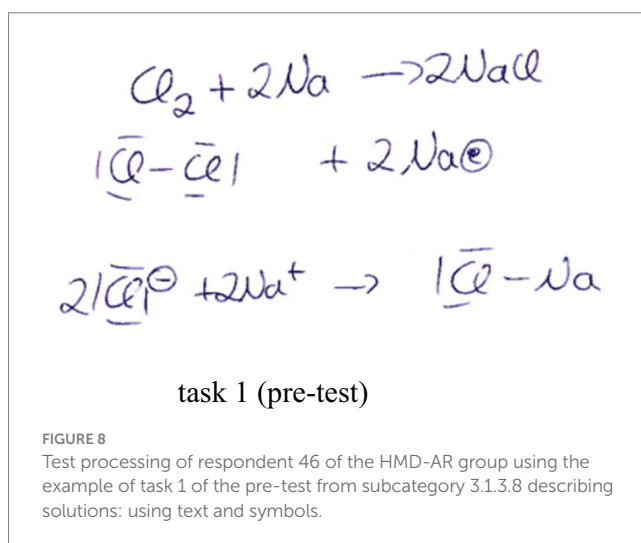 Cl₂ + 2Na → 2NaCl
|C̅l̲ – C̅l̲| + 2Na⊙
2|C̅l̲|⊖ + 2Na⁺ → |C̅l̲ – Na
task 1 (pre-test)
FIGURE 8
Test processing of respondent 46 of the HMD-AR group using the
example of task 1 of the pre-test from subcategory 3.1.3.8 describing
solutions: using text and symbols.